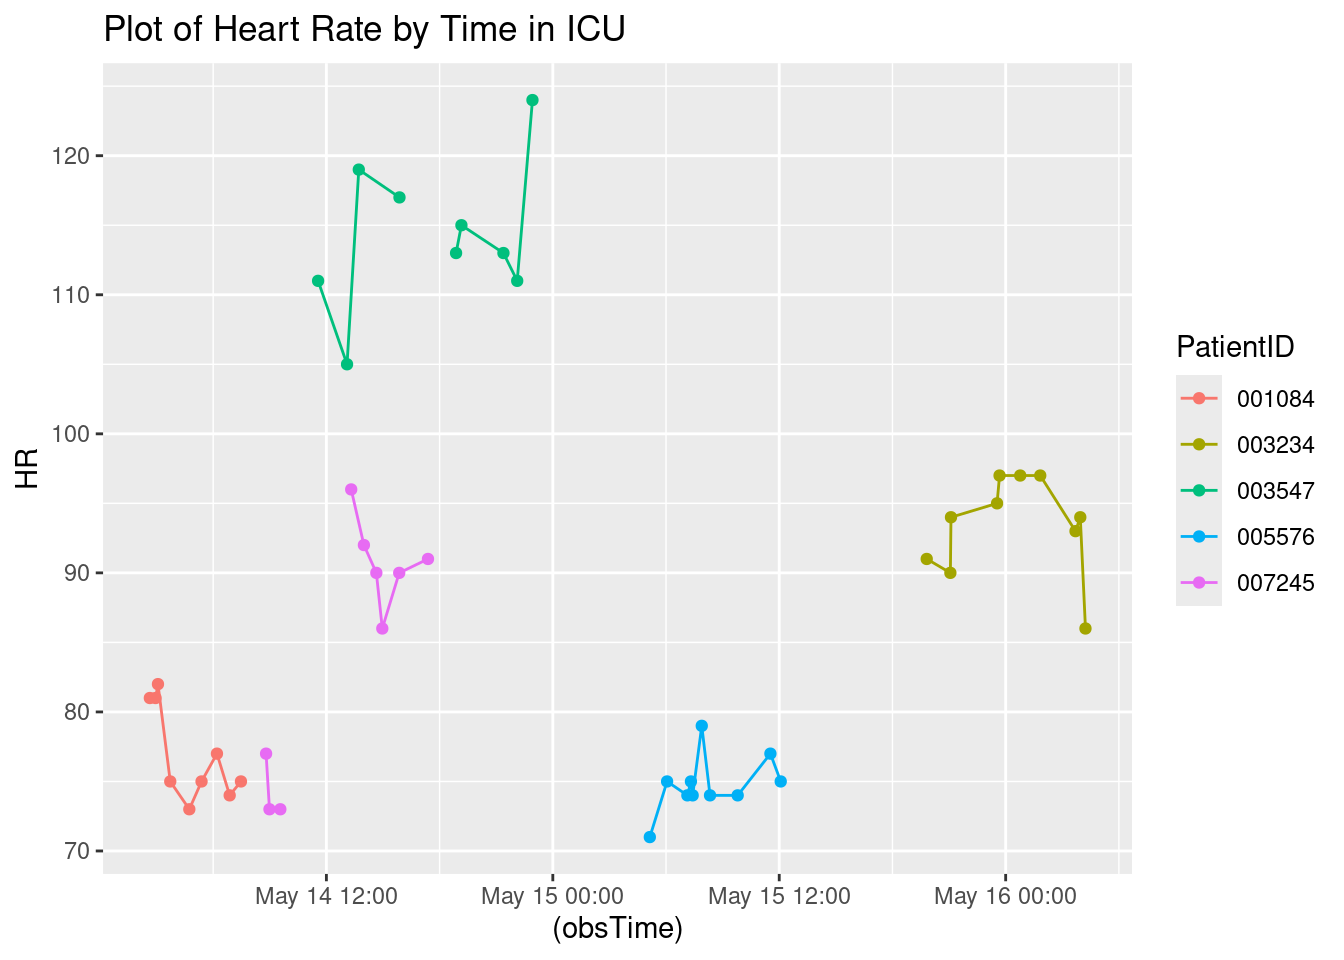 Plot of Heart Rate by Time in ICU
120
110
100
90
80
70
HR
May 14 12:00
May 15 00:00
May 15 12:00
May 16 00:00
(obsTime)
PatientID
001084
003234
003547
005576
007245